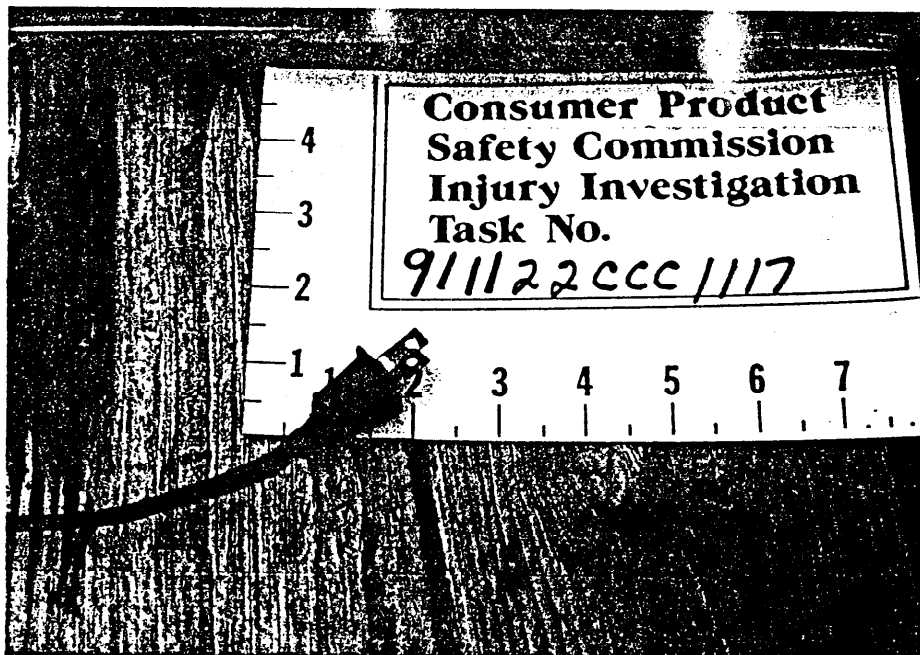 Consumer Product
Safety Commission
Injury Investigation
Task No.
911122CCC1117
4
3
2
1
1 2 3 4 5 6 7